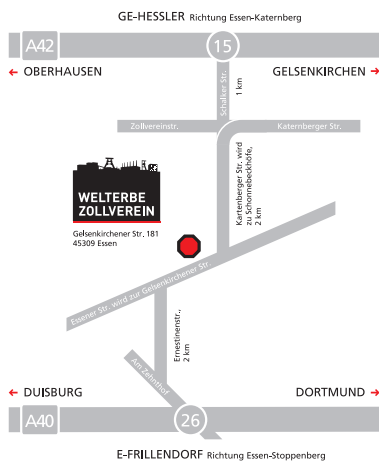 GE-HESSLER Richtung Essen-Katernberg
A42
15
← OBERHAUSEN
GELSENKIRCHEN →
Schalker Str.
1 km
Zollvereinstr.
Katernberger Str.
Kartenberger Str. wird
zu Schonnebeckhöfe,
2 km
WELTERBE
ZOLLVEREIN
Gelsenkirchener Str. 181
45309 Essen
Essener Str. wird zur Gelsenkirchener Str.
Ernestinenstr.,
2 km
Am Zehnthof
← DUISBURG
DORTMUND →
A40
26
E-FRILLENDORF Richtung Essen-Stoppenberg